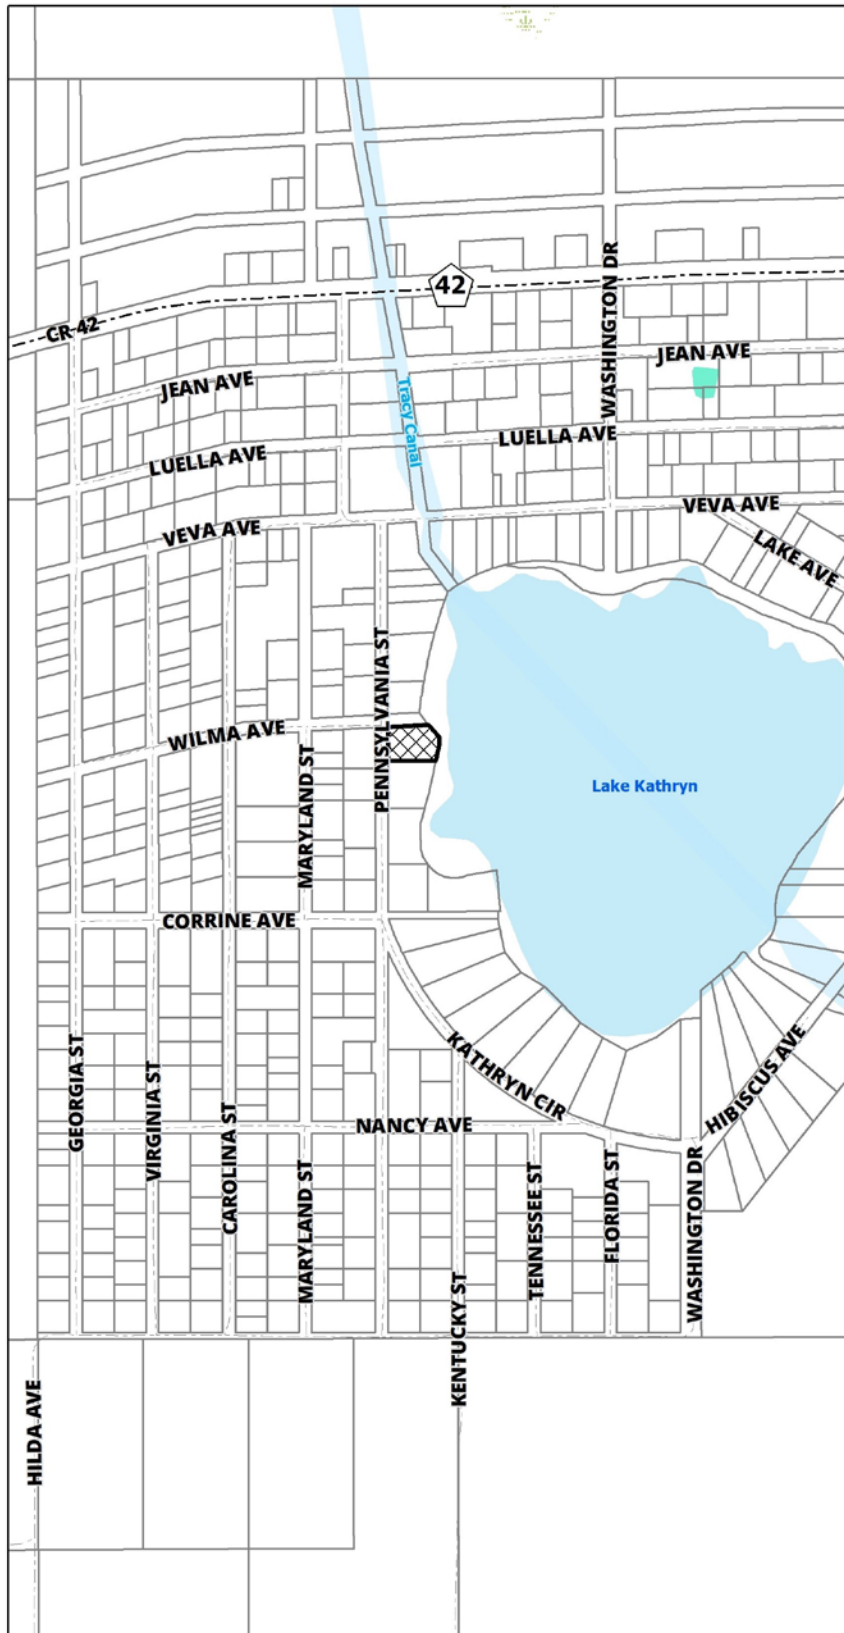 42
WASHINGTON DR
CR 42
JEAN AVE
JEAN AVE
Tracy Canal
LUELLA AVE
LUELLA AVE
VEVA AVE
VEVA AVE
LAKE AVE
PENNSYLVANIA ST
WILMA AVE
MARYLAND ST
Lake Kathryn
CORRINE AVE
GEORGIA ST
VIRGINIA ST
CAROLINA ST
KATHRYN CIR
HIBISCUS AVE
NANCY AVE
MARYLAND ST
TENNESSEE ST
FLORIDA ST
WASHINGTON DR
KENTUCKY ST
HILDA AVE